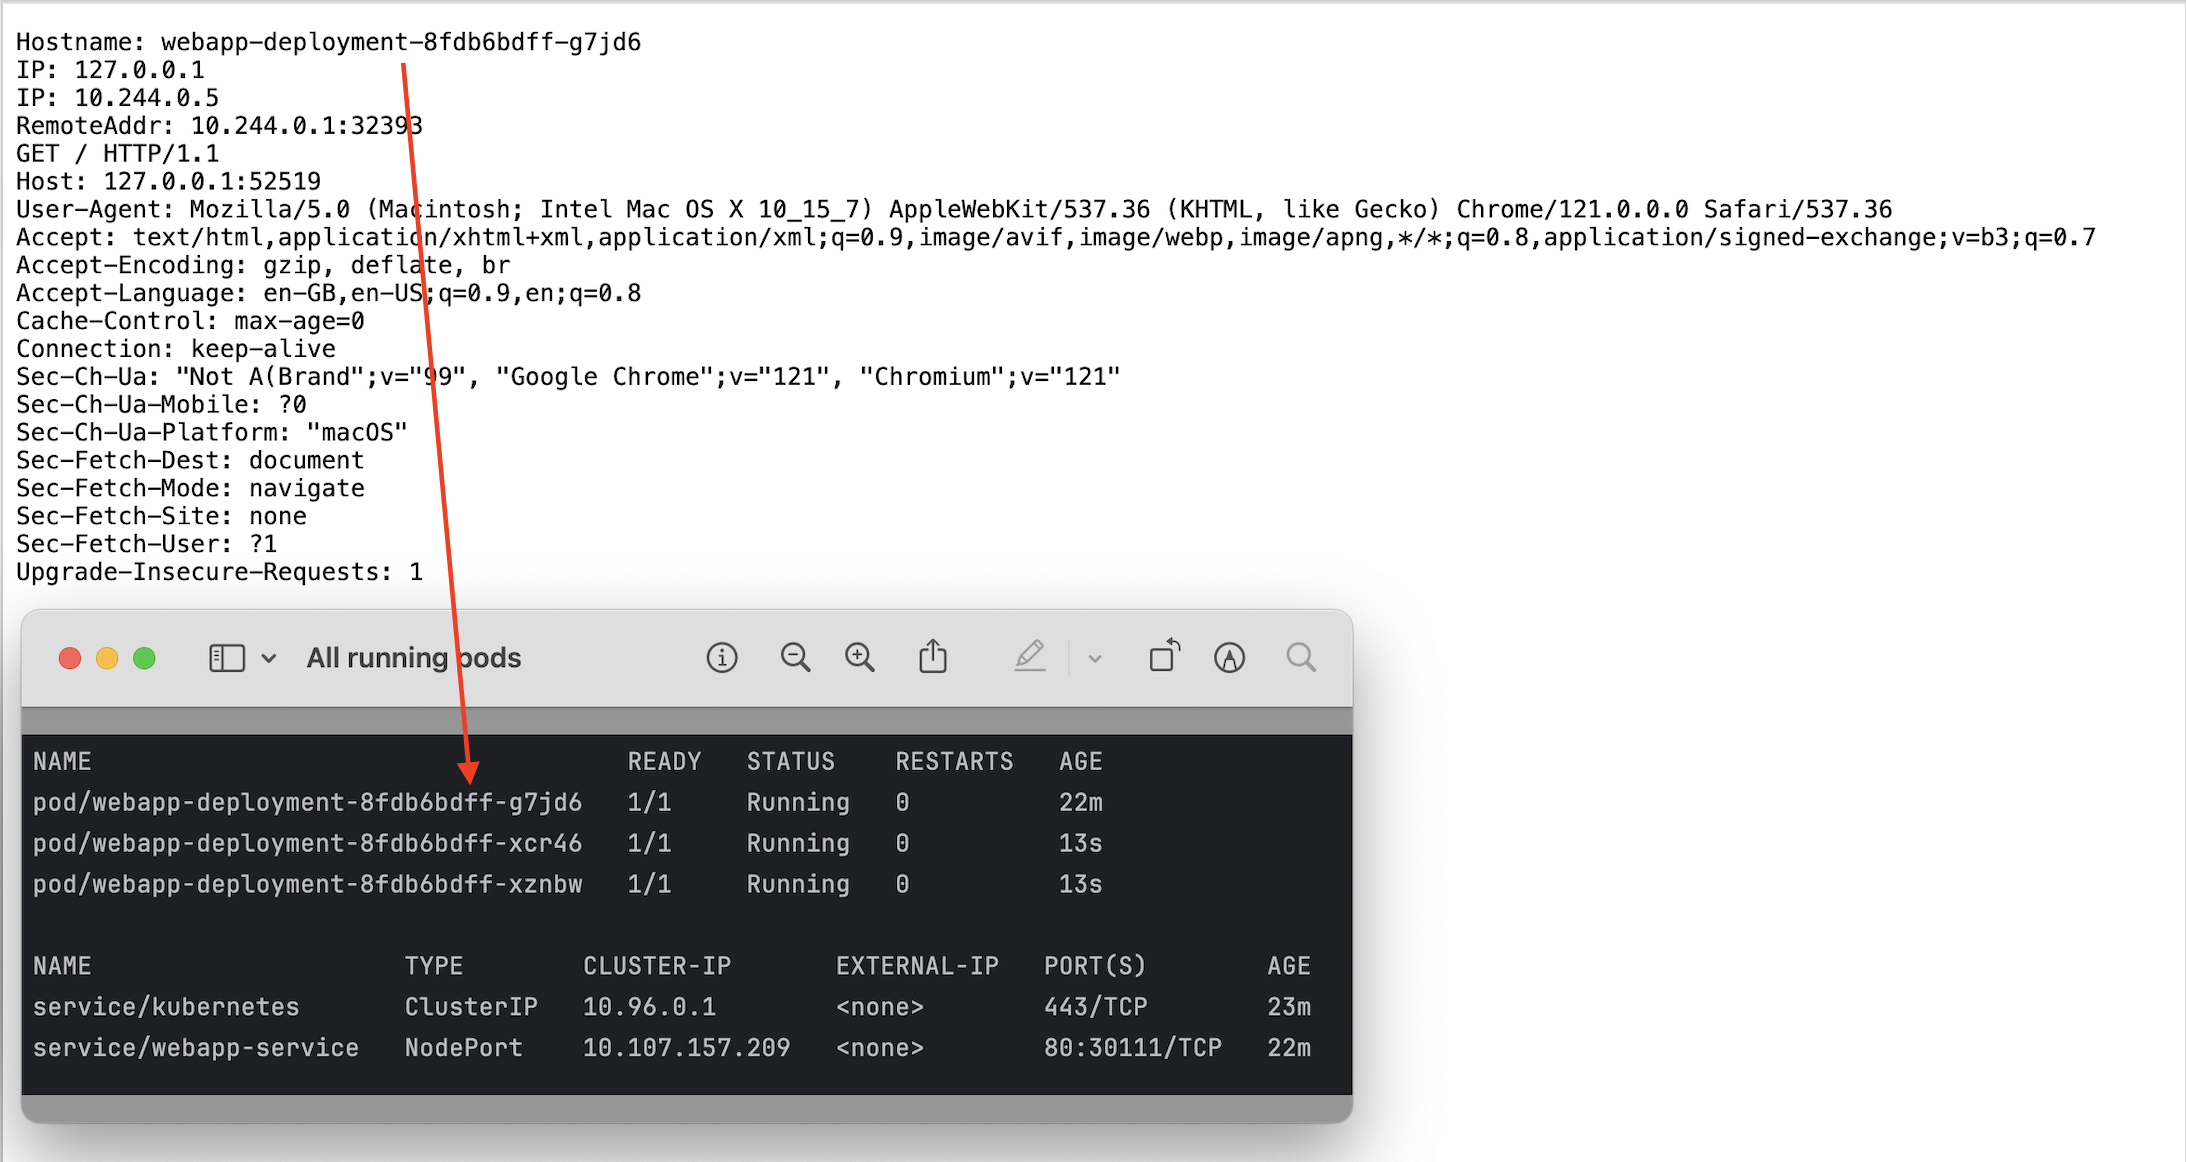 Hostname: webapp-deployment-8fdb6bdff-g7jd6
IP: 127.0.0.1
IP: 10.244.0.5
RemoteAddr: 10.244.0.1:32393
GET / HTTP/1.1
Host: 127.0.0.1:52519
User-Agent: Mozilla/5.0 (Macintosh; Intel Mac OS X 10_15_7) AppleWebKit/537.36 (KHTML, like Gecko) Chrome/121.0.0.0 Safari/537.36
Accept: text/html,application/xhtml+xml,application/xml;q=0.9,image/avif,image/webp,image/apng,*/*;q=0.8,application/signed-exchange;v=b3;q=0.7
Accept-Encoding: gzip, deflate, br
Accept-Language: en-GB,en-US;q=0.9,en;q=0.8
Cache-Control: max-age=0
Connection: keep-alive
Sec-Ch-Ua: "Not A(Brand";v="99", "Google Chrome";v="121", "Chromium";v="121"
Sec-Ch-Ua-Mobile: ?0
Sec-Ch-Ua-Platform: "macOS"
Sec-Fetch-Dest: document
Sec-Fetch-Mode: navigate
Sec-Fetch-Site: none
Sec-Fetch-User: ?1
Upgrade-Insecure-Requests: 1
All running pods
NAME READY STATUS RESTARTS AGE
pod/webapp-deployment-8fdb6bdff-g7jd6 1/1 Running 0 22m
pod/webapp-deployment-8fdb6bdff-xcr46 1/1 Running 0 13s
pod/webapp-deployment-8fdb6bdff-xznbw 1/1 Running 0 13s
NAME TYPE CLUSTER-IP EXTERNAL-IP PORT(S) AGE
service/kubernetes ClusterIP 10.96.0.1 <none> 443/TCP 23m
service/webapp-service NodePort 10.107.157.209 <none> 80:30111/TCP 22m